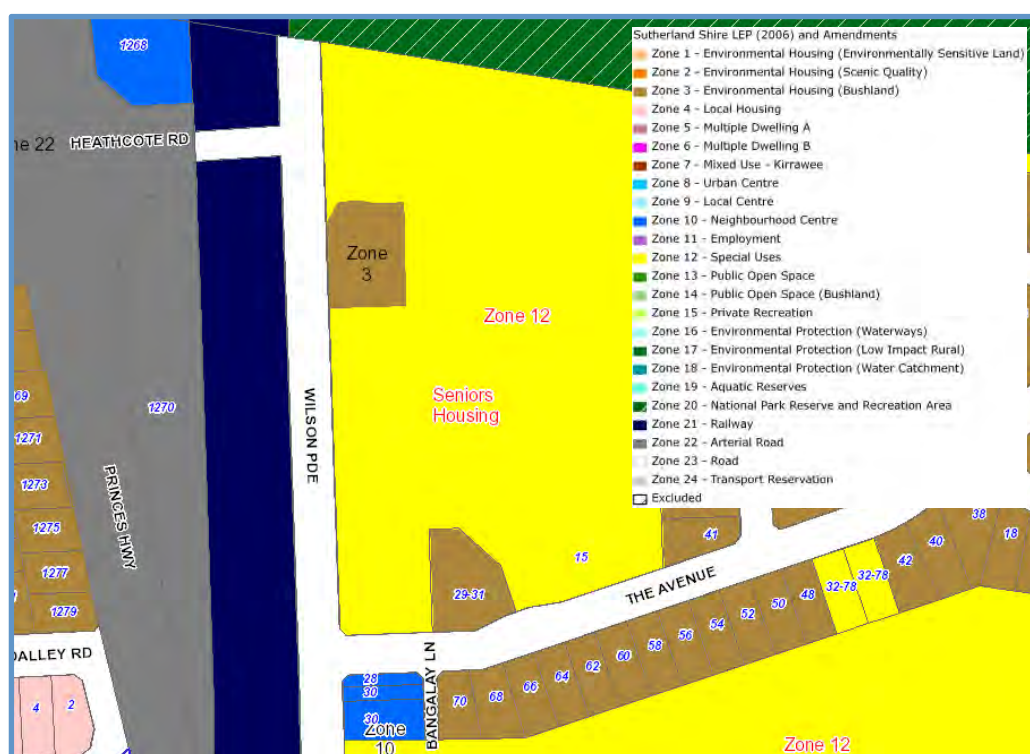 1268
ne 22
HEATHCOTE RD
Zone
3
Zone 12
Seniors
Housing
WILSON PDE
PRINCES HWY
1270
69
1271
1273
1275
1277
1279
DALLEY RD
4
2
29-31
15
41
THE AVENUE
38
18
40
42
32-78
32-78
48
50
52
54
56
58
60
62
64
66
68
70
BANGALAY LN
28
30
30
Zone
10
Zone 12
Sutherland Shire LEP (2006) and Amendments
Zone 1 - Environmental Housing (Environmentally Sensitive Land)
Zone 2 - Environmental Housing (Scenic Quality)
Zone 3 - Environmental Housing (Bushland)
Zone 4 - Local Housing
Zone 5 - Multiple Dwelling A
Zone 6 - Multiple Dwelling B
Zone 7 - Mixed Use - Kirrawee
Zone 8 - Urban Centre
Zone 9 - Local Centre
Zone 10 - Neighbourhood Centre
Zone 11 - Employment
Zone 12 - Special Uses
Zone 13 - Public Open Space
Zone 14 - Public Open Space (Bushland)
Zone 15 - Private Recreation
Zone 16 - Environmental Protection (Waterways)
Zone 17 - Environmental Protection (Low Impact Rural)
Zone 18 - Environmental Protection (Water Catchment)
Zone 19 - Aquatic Reserves
Zone 20 - National Park Reserve and Recreation Area
Zone 21 - Railway
Zone 22 - Arterial Road
Zone 23 - Road
Zone 24 - Transport Reservation
Excluded